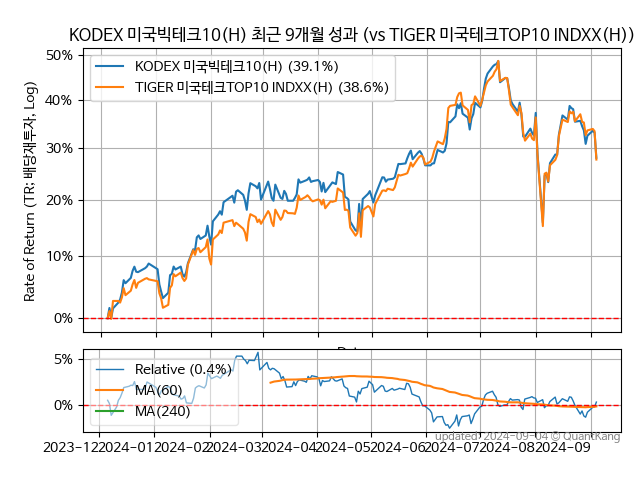 KODEX 미국빅테크10(H) 최근 9개월 성과 (vs TIGER 미국테크TOP10 INDXX(H))
50%
40%
30%
20%
10%
0%
Rate of Return (TR: 배당재투자, Log)
KODEX 미국빅테크10(H) (39.1%)
TIGER 미국테크TOP10 INDXX(H) (38.6%)
5%
0%
Relative (0.4%)
MA(60)
MA(240)
updated: 2024-09-04 © QuantKang
2023-12 2024-01 2024-02 2024-03 2024-04 2024-05 2024-06 2024-07 2024-08 2024-09